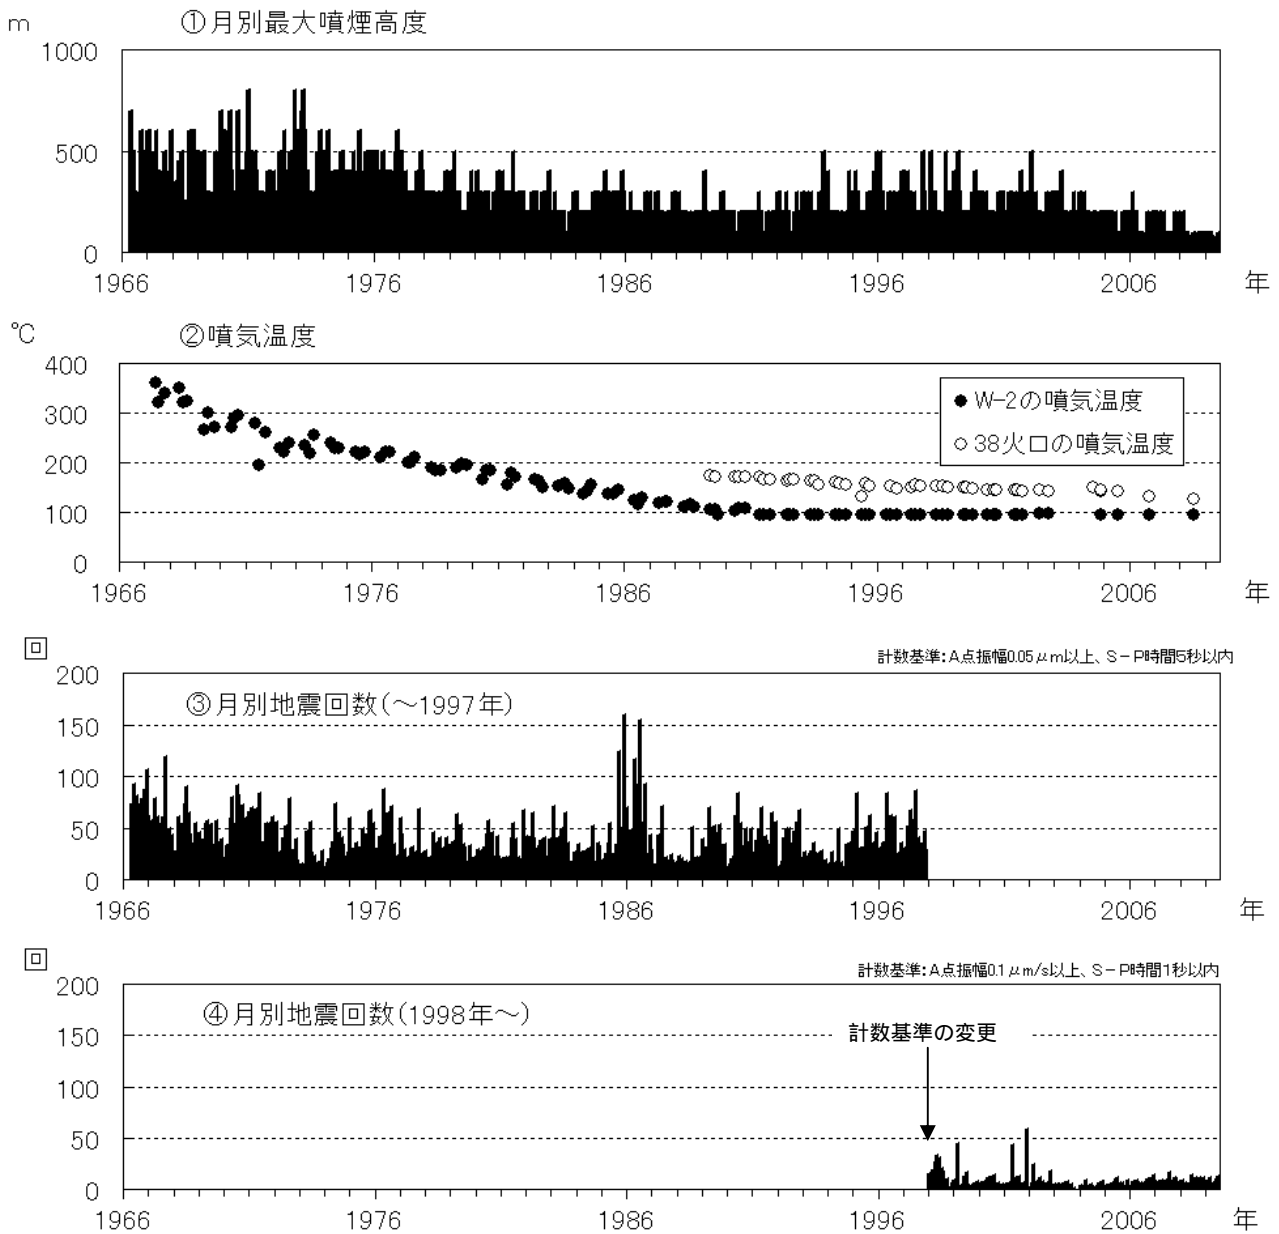 m ①月別最大噴煙高度
1000
500
0
1966 1976 1986 1996 2006 年
℃ ②噴気温度
400
300
200
100
0
●W-2の噴気温度
○38火口の噴気温度
1966 1976 1986 1996 2006 年
回
計数基準：A点振幅0.05μm以上、S－P時間5秒以内
200
③月別地震回数(～1997年)
150
100
50
0
1966 1976 1986 1996 2006 年
回
計数基準：A点振幅0.1μm/s以上、S－P時間1秒以内
200
④月別地震回数(1998年～)
150
計数基準の変更
100
50
0
1966 1976 1986 1996 2006 年